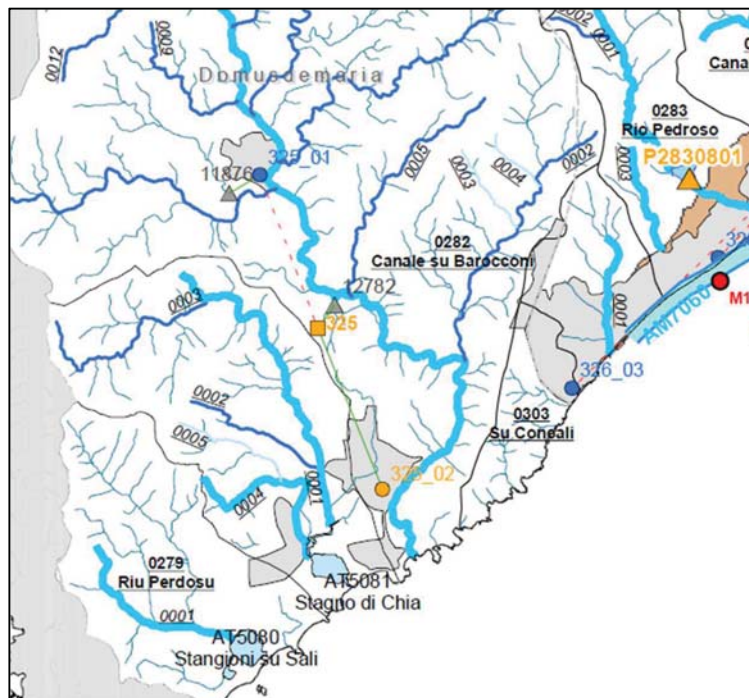 0012
0009
0002
0001
Cana
Domusdemaria
0283
Rio Pedroso
P2830801
325_01
11876
0005
0003
0004
0002
0003
0282
Canale su Barocconi
12782
325
0003
0001
AM7060
M1
326_03
0002
0303
Su Conçali
0005
0004
0001
325_02
0279
Riu Perdosu
0001
AT5081
Stagno di Chia
AT5080
Stangioni su Sali